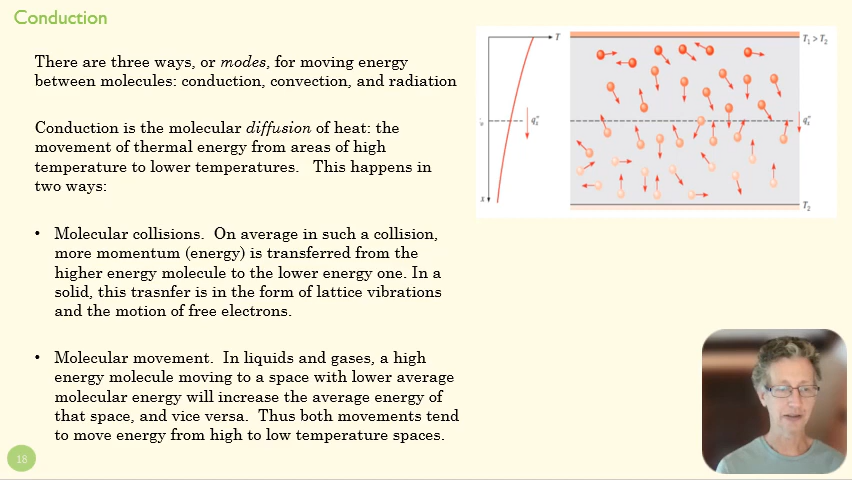 Conduction
There are three ways, or modes, for moving energy
between molecules: conduction, convection, and radiation
Conduction is the molecular diffusion of heat: the
movement of thermal energy from areas of high
temperature to lower temperatures. This happens in
two ways:
• Molecular collisions. On average in such a collision,
more momentum (energy) is transferred from the
higher energy molecule to the lower energy one. In a
solid, this trasnfer is in the form of lattice vibrations
and the motion of free electrons.
• Molecular movement. In liquids and gases, a high
energy molecule moving to a space with lower average
molecular energy will increase the average energy of
that space, and vice versa. Thus both movements tend
to move energy from high to low temperature spaces.
18
T
T₁ > T₂
qₓ"
qₓ"
x
T₂